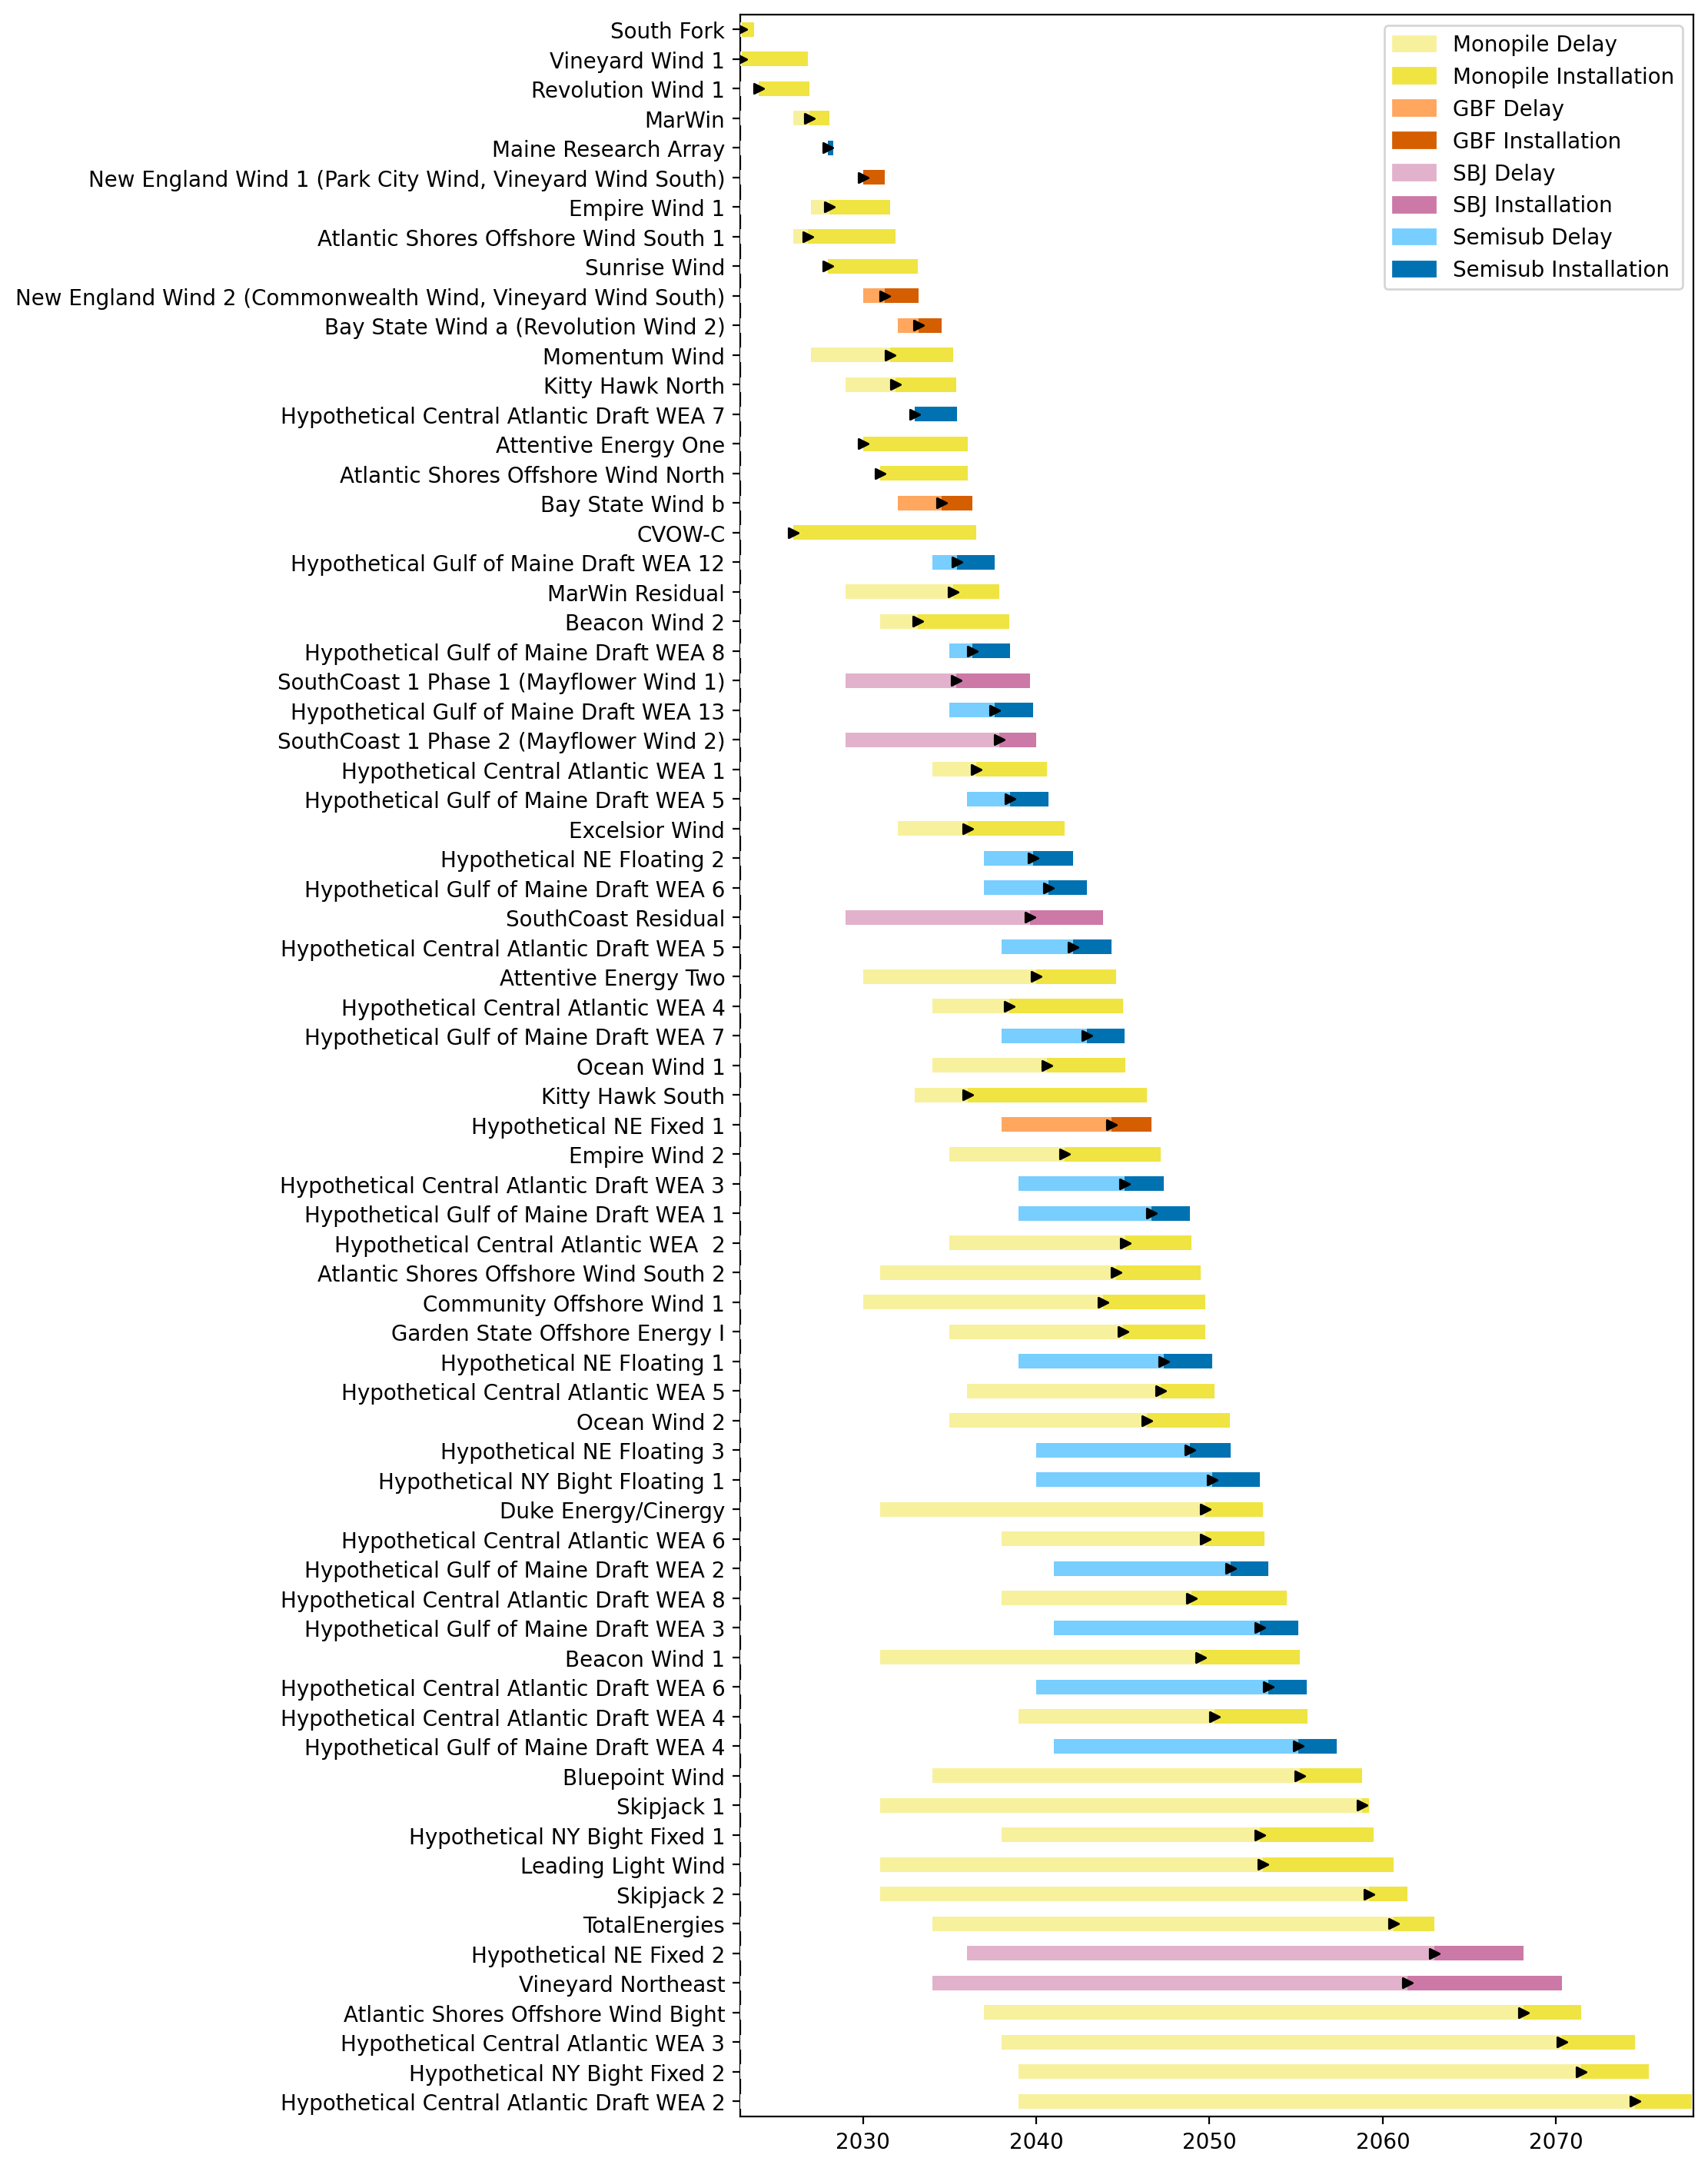 South Fork
Vineyard Wind 1
Revolution Wind 1
MarWin
Maine Research Array
New England Wind 1 (Park City Wind, Vineyard Wind South)
Empire Wind 1
Atlantic Shores Offshore Wind South 1
Sunrise Wind
New England Wind 2 (Commonwealth Wind, Vineyard Wind South)
Bay State Wind a (Revolution Wind 2)
Momentum Wind
Kitty Hawk North
Hypothetical Central Atlantic Draft WEA 7
Attentive Energy One
Atlantic Shores Offshore Wind North
Bay State Wind b
CVOW-C
Hypothetical Gulf of Maine Draft WEA 12
MarWin Residual
Beacon Wind 2
Hypothetical Gulf of Maine Draft WEA 8
SouthCoast 1 Phase 1 (Mayflower Wind 1)
Hypothetical Gulf of Maine Draft WEA 13
SouthCoast 1 Phase 2 (Mayflower Wind 2)
Hypothetical Central Atlantic WEA 1
Hypothetical Gulf of Maine Draft WEA 5
Excelsior Wind
Hypothetical NE Floating 2
Hypothetical Gulf of Maine Draft WEA 6
SouthCoast Residual
Hypothetical Central Atlantic Draft WEA 5
Attentive Energy Two
Hypothetical Central Atlantic WEA 4
Hypothetical Gulf of Maine Draft WEA 7
Ocean Wind 1
Kitty Hawk South
Hypothetical NE Fixed 1
Empire Wind 2
Hypothetical Central Atlantic Draft WEA 3
Hypothetical Gulf of Maine Draft WEA 1
Hypothetical Central Atlantic WEA  2
Atlantic Shores Offshore Wind South 2
Community Offshore Wind 1
Garden State Offshore Energy I
Hypothetical NE Floating 1
Hypothetical Central Atlantic WEA 5
Ocean Wind 2
Hypothetical NE Floating 3
Hypothetical NY Bight Floating 1
Duke Energy/Cinergy
Hypothetical Central Atlantic WEA 6
Hypothetical Gulf of Maine Draft WEA 2
Hypothetical Central Atlantic Draft WEA 8
Hypothetical Gulf of Maine Draft WEA 3
Beacon Wind 1
Hypothetical Central Atlantic Draft WEA 6
Hypothetical Central Atlantic Draft WEA 4
Hypothetical Gulf of Maine Draft WEA 4
Bluepoint Wind
Skipjack 1
Hypothetical NY Bight Fixed 1
Leading Light Wind
Skipjack 2
TotalEnergies
Hypothetical NE Fixed 2
Vineyard Northeast
Atlantic Shores Offshore Wind Bight
Hypothetical Central Atlantic WEA 3
Hypothetical NY Bight Fixed 2
Hypothetical Central Atlantic Draft WEA 2
Monopile Delay
Monopile Installation
GBF Delay
GBF Installation
SBJ Delay
SBJ Installation
Semisub Delay
Semisub Installation
2030 2040 2050 2060 2070